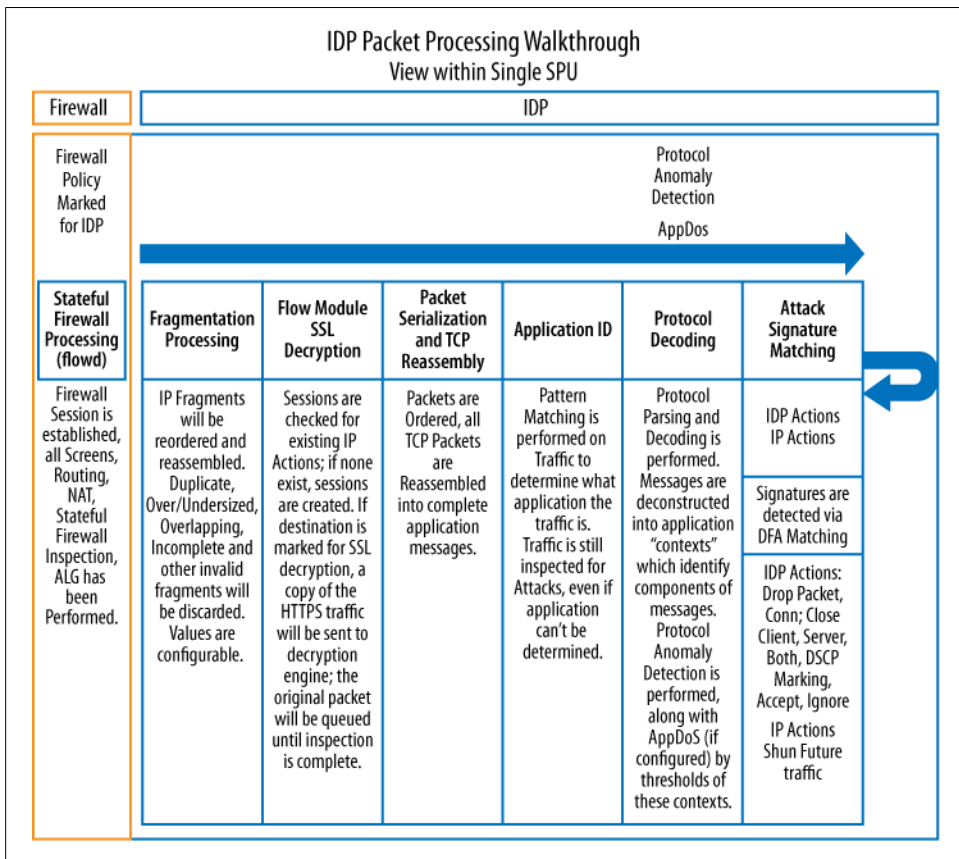 IDP Packet Processing Walkthrough
View within Single SPU
Firewall
IDP
Firewall
Policy
Marked
for IDP
Protocol
Anomaly
Detection
AppDos
Stateful
Firewall
Processing
(flowd)
Firewall
Session is
established,
all Screens,
Routing,
NAT,
Stateful
Firewall
Inspection,
ALG has
been
Performed.
Fragmentation
Processing
IP Fragments
will be
reordered and
reassembled.
Duplicate,
Over/Undersized,
Overlapping,
Incomplete and
other invalid
fragments will
be discarded.
Values are
configurable.
Flow Module
SSL
Decryption
Sessions are
checked for
existing IP
Actions; if none
exist, sessions
are created. If
destination is
marked for SSL
decryption, a
copy of the
HTTPS traffic
will be sent to
decryption
engine; the
original packet
will be queued
until inspection
is complete.
Packet
Serialization
and TCP
Reassembly
Packets are
Ordered, all
TCP Packets
are
Reassembled
into complete
application
messages.
Application ID
Pattern
Matching is
performed on
Traffic to
determine what
application the
traffic is.
Traffic is still
inspected for
Attacks, even if
application
can't be
determined.
Protocol
Decoding
Protocol
Parsing and
Decoding is
performed.
Messages are
deconstructed
into application
“contexts”
which identify
components of
messages.
Protocol
Anomaly
Detection is
performed,
along with
AppDoS (if
configured) by
thresholds of
these contexts.
Attack
Signature
Matching
IDP Actions
IP Actions
Signatures are
detected via
DFA Matching
IDP Actions:
Drop Packet,
Conn; Close
Client, Server,
Both, DSCP
Marking,
Accept, Ignore
IP Actions
Shun Future
traffic